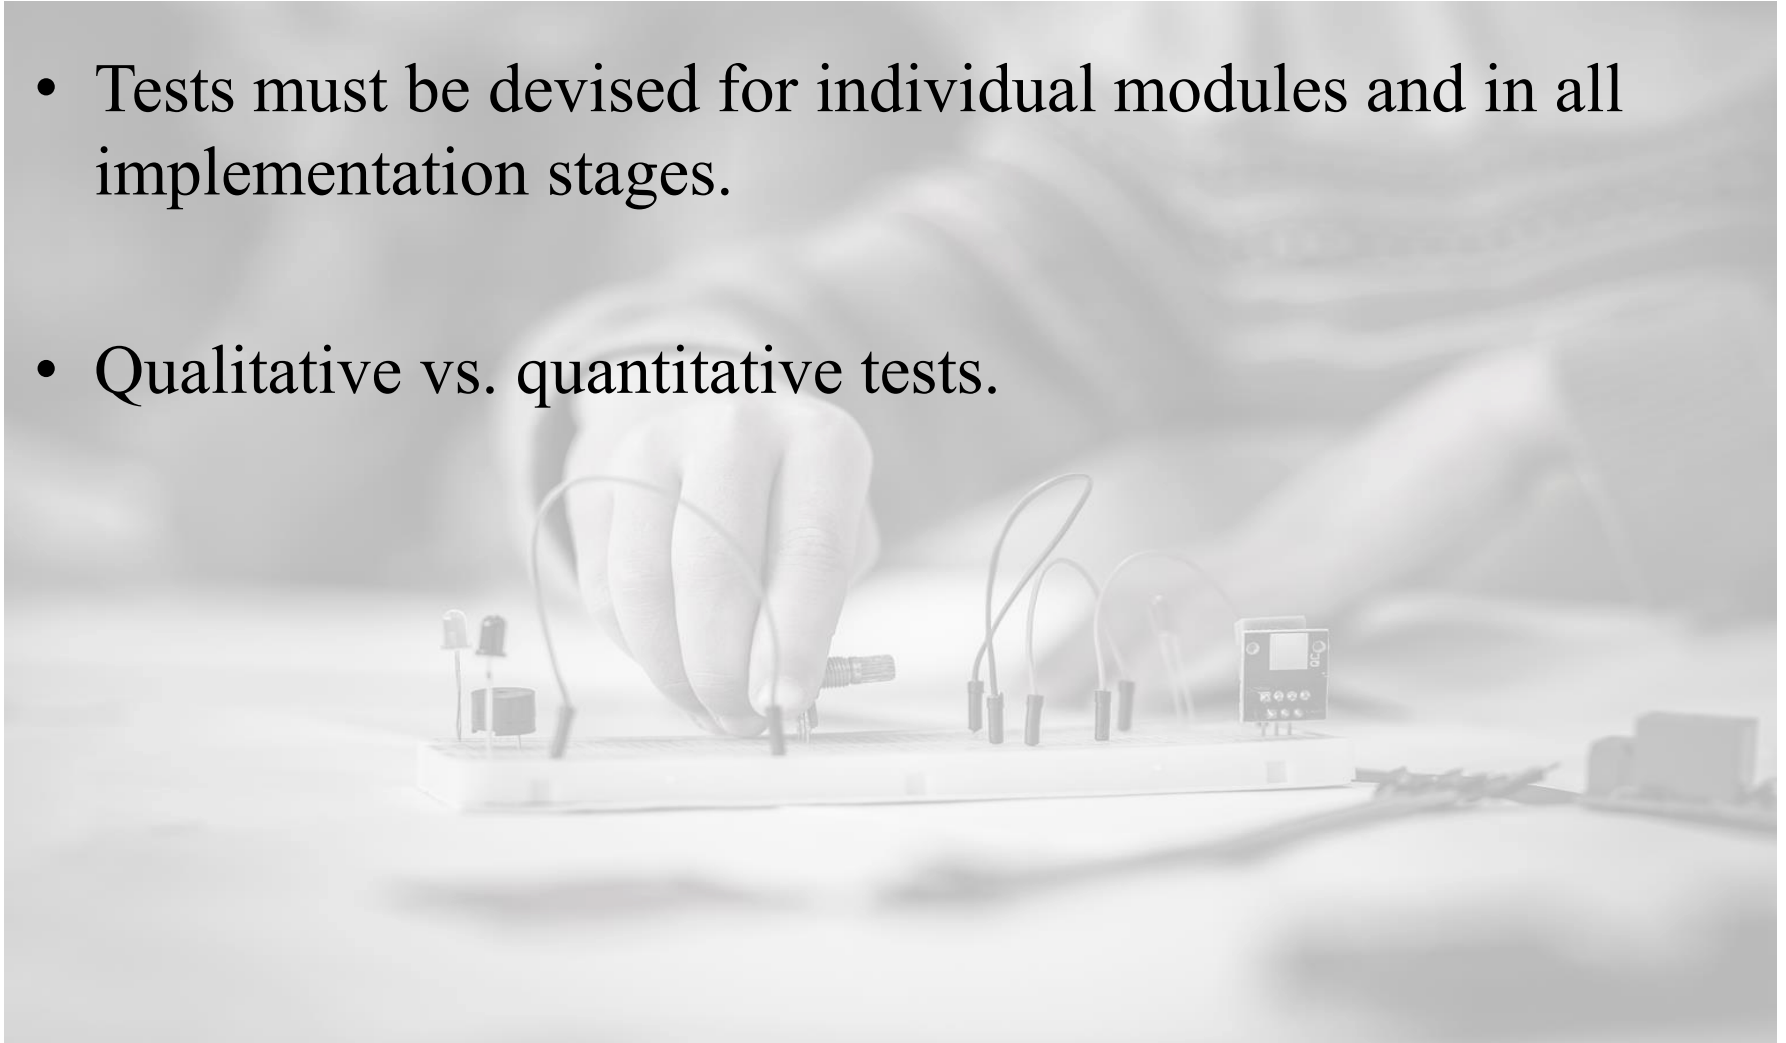 • Tests must be devised for individual modules and in all
implementation stages.
• Qualitative vs. quantitative tests.